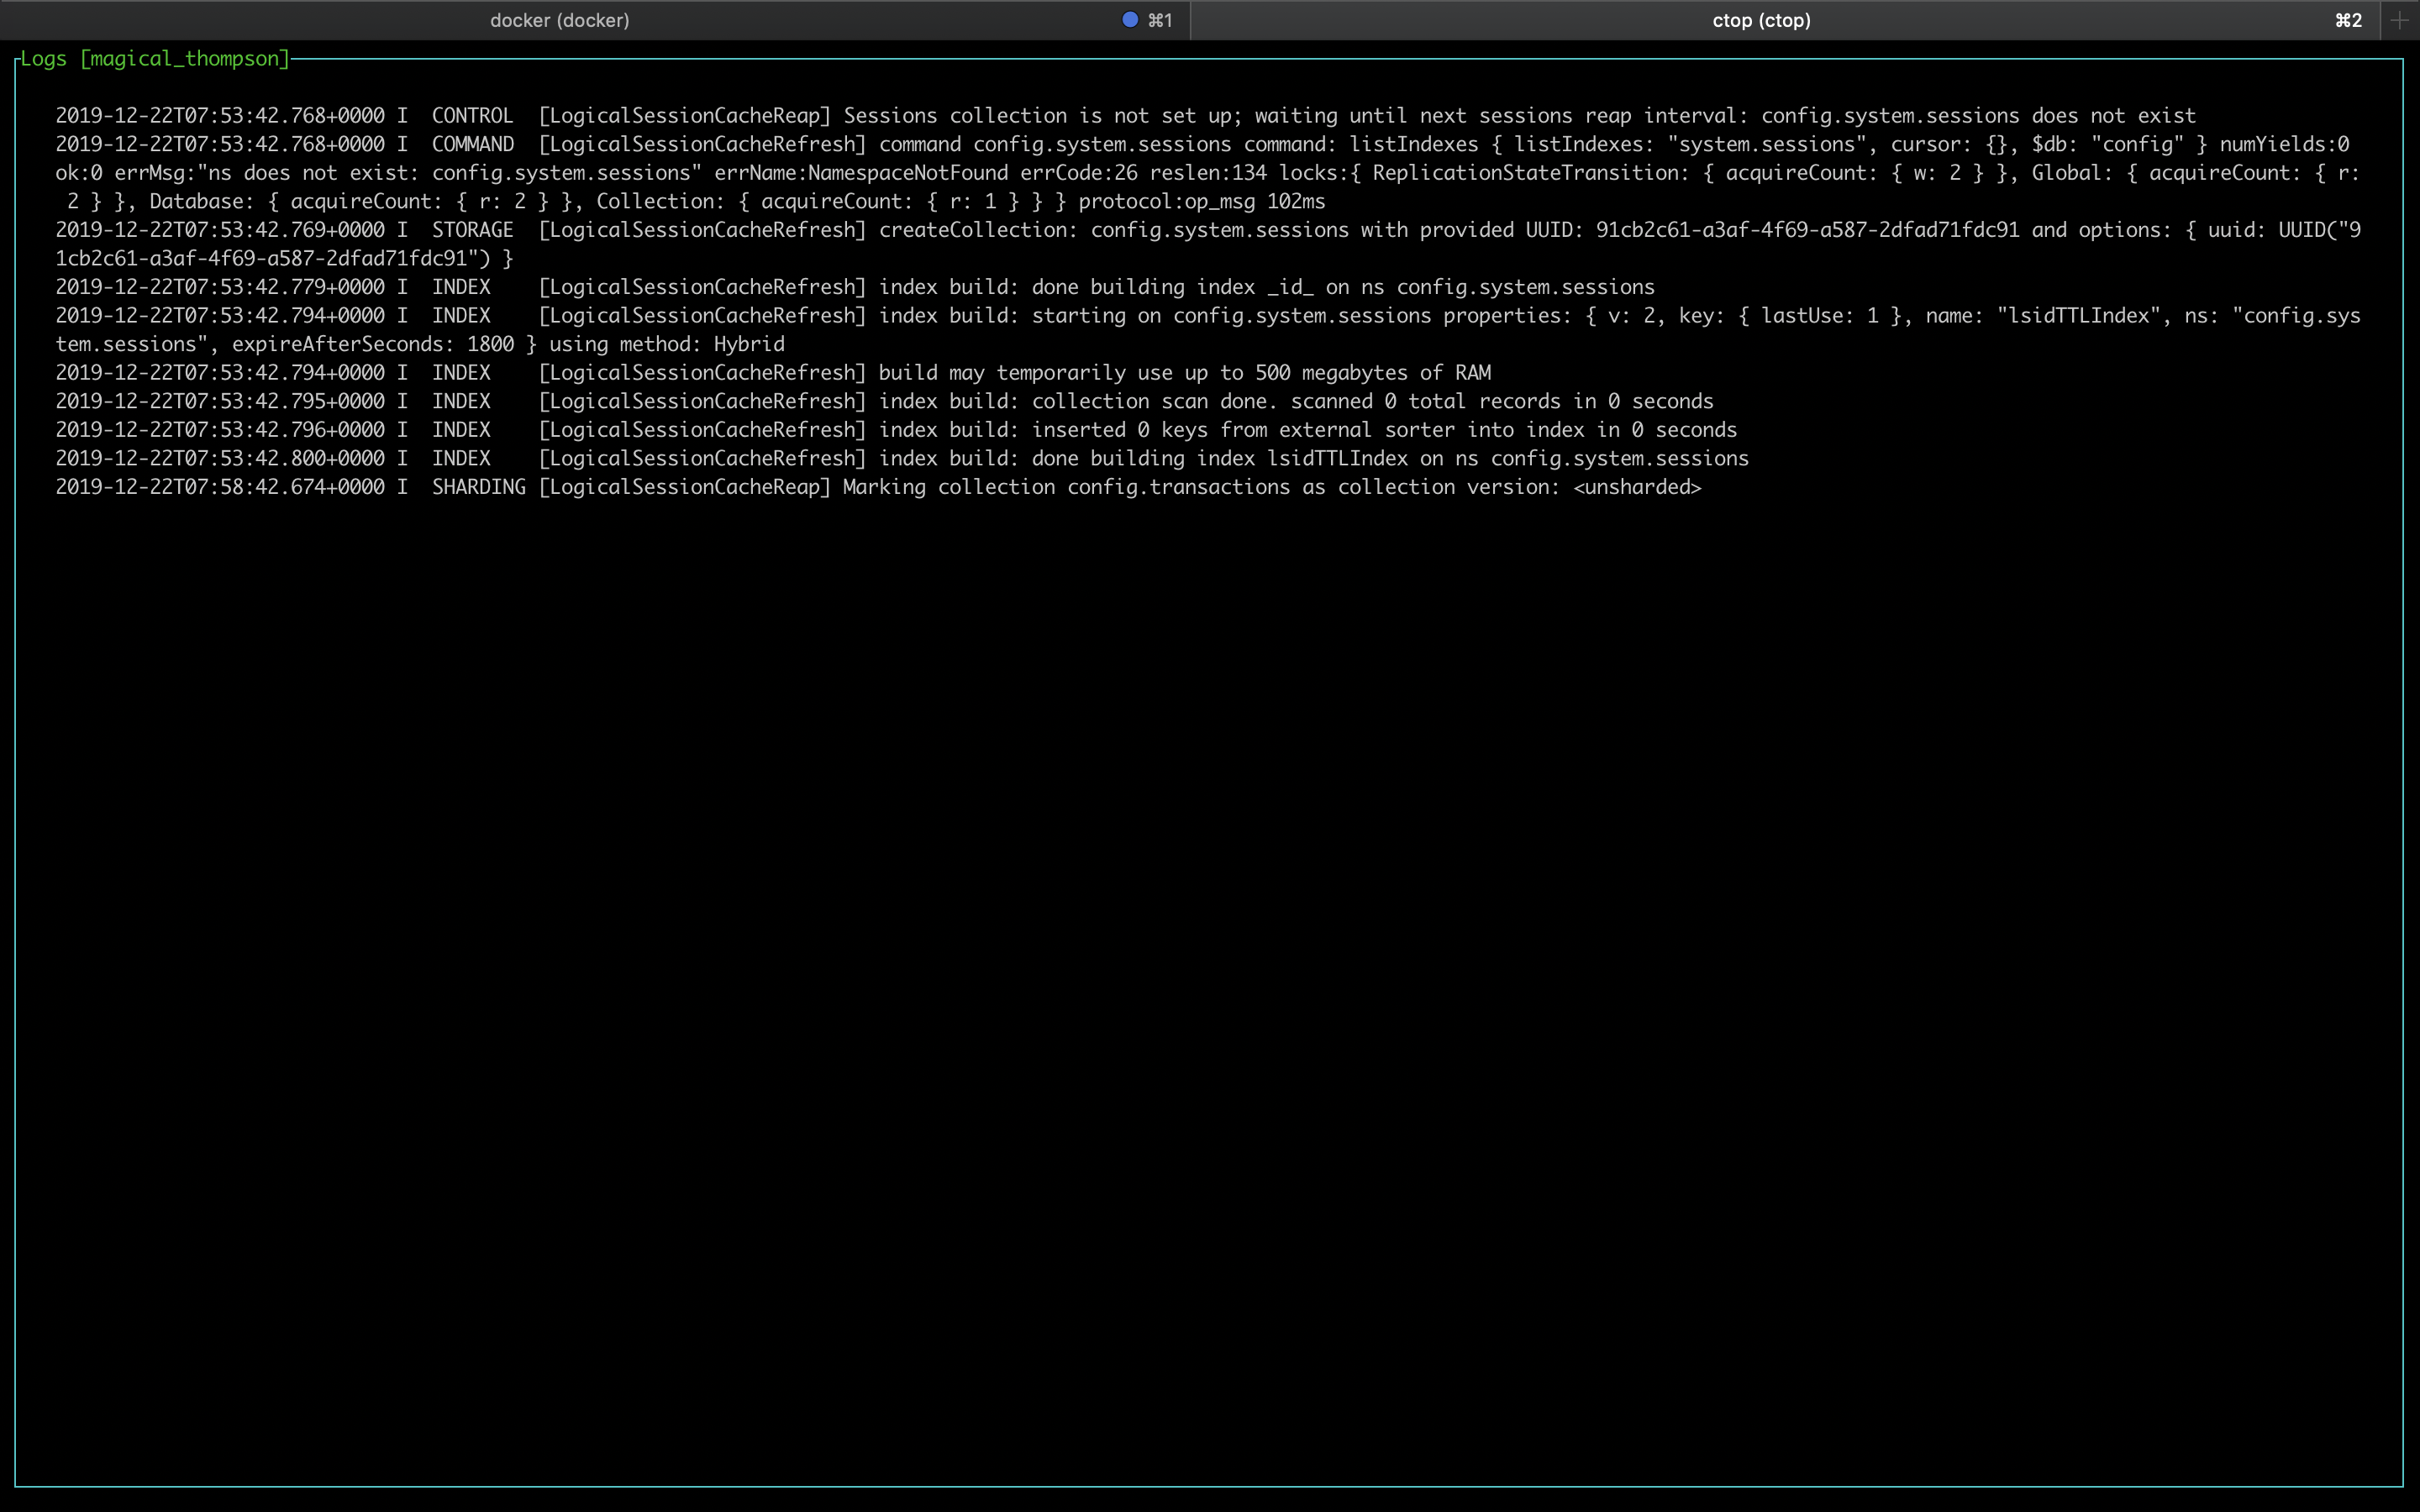 docker (docker) ⌘1 ctop (ctop) ⌘2 +
Logs [magical_thompson]
2019-12-22T07:53:42.768+0000 I  CONTROL  [LogicalSessionCacheReap] Sessions collection is not set up; waiting until next sessions reap interval: config.system.sessions does not exist
2019-12-22T07:53:42.768+0000 I  COMMAND  [LogicalSessionCacheRefresh] command config.system.sessions command: listIndexes { listIndexes: "system.sessions", cursor: {}, $db: "config" } numYields:0
ok:0 errMsg:"ns does not exist: config.system.sessions" errName:NamespaceNotFound errCode:26 reslen:134 locks:{ ReplicationStateTransition: { acquireCount: { w: 2 } }, Global: { acquireCount: { r:
2 } }, Database: { acquireCount: { r: 2 } }, Collection: { acquireCount: { r: 1 } } } protocol:op_msg 102ms
2019-12-22T07:53:42.769+0000 I  STORAGE  [LogicalSessionCacheRefresh] createCollection: config.system.sessions with provided UUID: 91cb2c61-a3af-4f69-a587-2dfad71fdc91 and options: { uuid: UUID("9
1cb2c61-a3af-4f69-a587-2dfad71fdc91") }
2019-12-22T07:53:42.779+0000 I  INDEX    [LogicalSessionCacheRefresh] index build: done building index _id_ on ns config.system.sessions
2019-12-22T07:53:42.794+0000 I  INDEX    [LogicalSessionCacheRefresh] index build: starting on config.system.sessions properties: { v: 2, key: { lastUse: 1 }, name: "lsidTTLIndex", ns: "config.sys
tem.sessions", expireAfterSeconds: 1800 } using method: Hybrid
2019-12-22T07:53:42.794+0000 I  INDEX    [LogicalSessionCacheRefresh] build may temporarily use up to 500 megabytes of RAM
2019-12-22T07:53:42.795+0000 I  INDEX    [LogicalSessionCacheRefresh] index build: collection scan done. scanned 0 total records in 0 seconds
2019-12-22T07:53:42.796+0000 I  INDEX    [LogicalSessionCacheRefresh] index build: inserted 0 keys from external sorter into index in 0 seconds
2019-12-22T07:53:42.800+0000 I  INDEX    [LogicalSessionCacheRefresh] index build: done building index lsidTTLIndex on ns config.system.sessions
2019-12-22T07:58:42.674+0000 I  SHARDING [LogicalSessionCacheReap] Marking collection config.transactions as collection version: <unsharded>